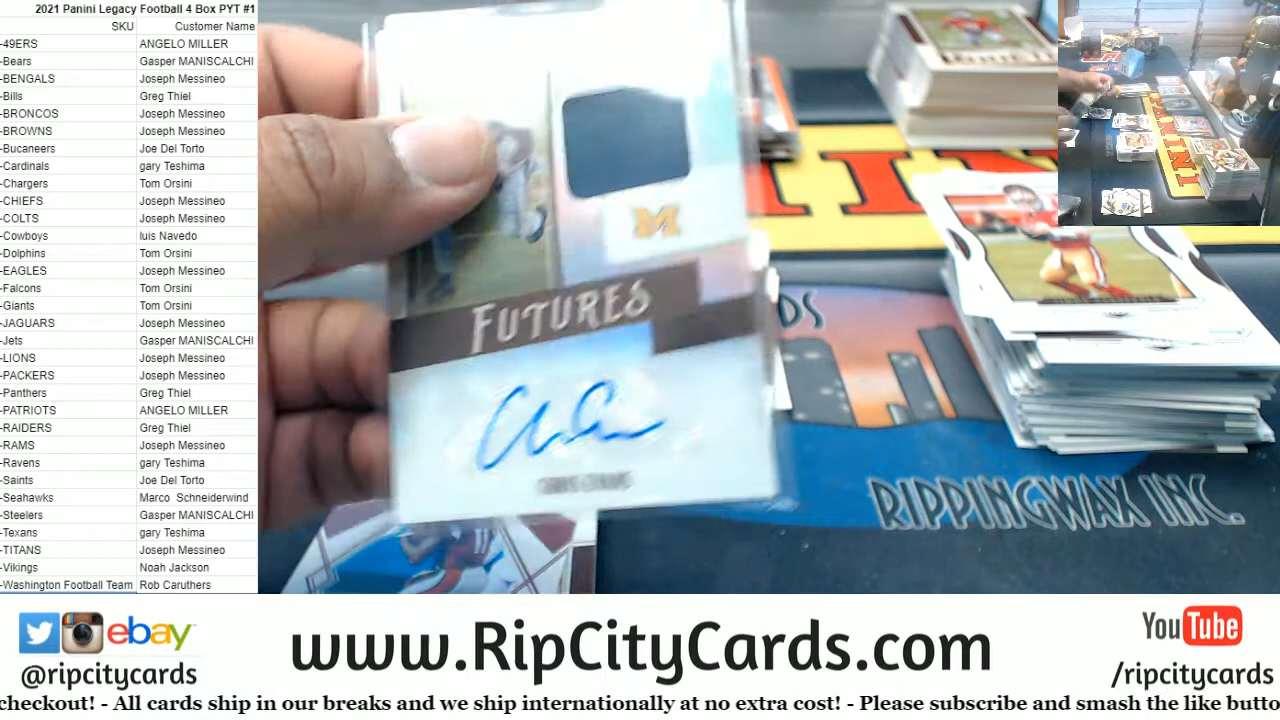 2021 Panini Legacy Football 4 Box PYT #1
SKU Customer Name
-49ERS ANGELO MILLER
-Bears Gasper MANISCALCHI
-BENGALS Joseph Messineo
-Bills Greg Thiel
-BRONCOS Joseph Messineo
-BROWNS Joseph Messineo
-Bucaneers Joe Del Torto
-Cardinals gary Teshima
-Chargers Tom Orsini
-CHIEFS Joseph Messineo
-COLTS Joseph Messineo
-Cowboys luis Navedo
-Dolphins Tom Orsini
-EAGLES Joseph Messineo
-Falcons Tom Orsini
-Giants Tom Orsini
-JAGUARS Joseph Messineo
-Jets Gasper MANISCALCHI
-LIONS Joseph Messineo
-PACKERS Joseph Messineo
-Panthers Greg Thiel
-PATRIOTS ANGELO MILLER
-RAIDERS Greg Thiel
-RAMS Joseph Messineo
-Ravens gary Teshima
-Saints Joe Del Torto
-Seahawks Marco Schneiderwind
-Steelers Gasper MANISCALCHI
-Texans gary Teshima
-TITANS Joseph Messineo
-Vikings Noah Jackson
-Washington Football Team Rob Caruthers
M
FUTURES
RIPPINGWAX INC.
PANINI
ebay
@ripcitycards
www.RipCityCards.com
YouTube
/ripcitycards
checkout! - All cards ship in our breaks and we ship internationally at no extra cost! - Please subscribe and smash the like butto